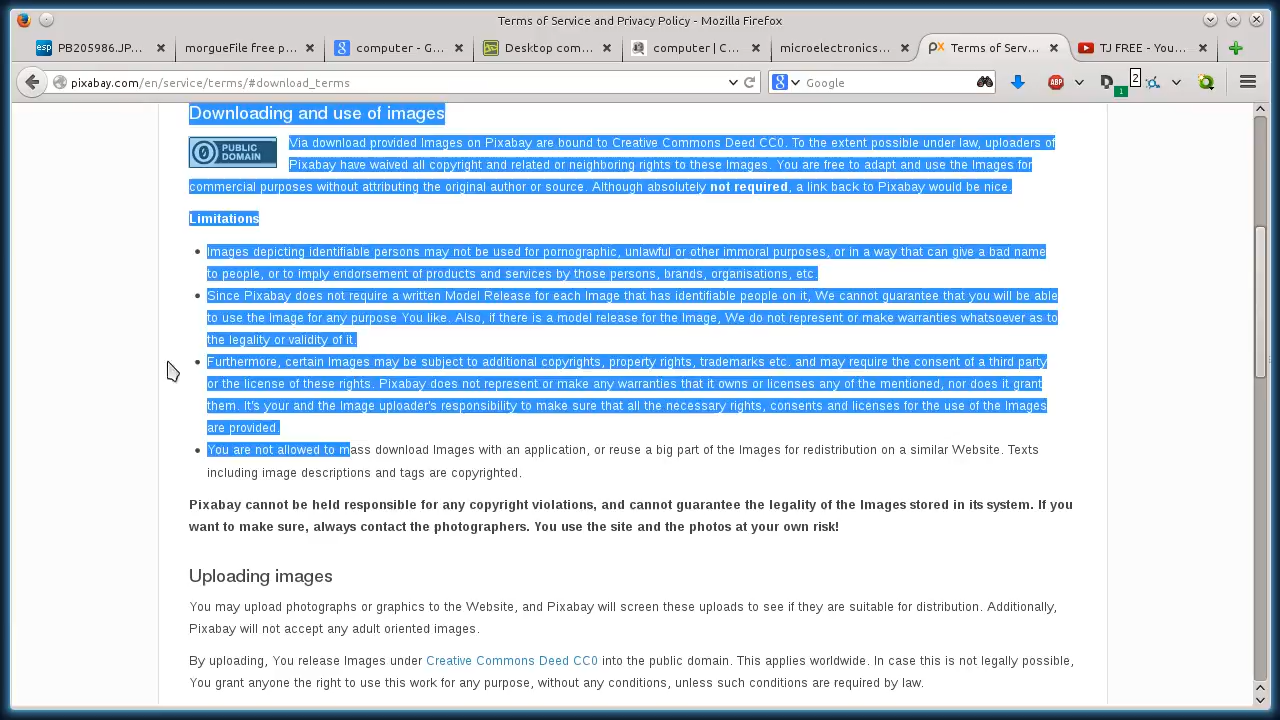 Terms of Service and Privacy Policy - Mozilla Firefox
esp PB205986.JP...
morgueFile free p...
computer - G...
Desktop com...
computer | C...
microelectronics...
px Terms of Serv...
TJ FREE - You...
pixabay.com/en/service/terms/#download_terms
Google
ABP
D
1
2
Downloading and use of images
PUBLIC DOMAIN
Via download provided Images on Pixabay are bound to Creative Commons Deed CC0. To the extent possible under law, uploaders of
Pixabay have waived all copyright and related or neighboring rights to these Images. You are free to adapt and use the Images for
commercial purposes without attributing the original author or source. Although absolutely not required, a link back to Pixabay would be nice.
Limitations
Images depicting identifiable persons may not be used for pornographic, unlawful or other immoral purposes, or in a way that can give a bad name
to people, or to imply endorsement of products and services by those persons, brands, organisations, etc.
Since Pixabay does not require a written Model Release for each Image that has identifiable people on it, We cannot guarantee that you will be able
to use the Image for any purpose You like. Also, if there is a model release for the Image, We do not represent or make warranties whatsoever as to
the legality or validity of it.
Furthermore, certain Images may be subject to additional copyrights, property rights, trademarks etc. and may require the consent of a third party
or the license of these rights. Pixabay does not represent or make any warranties that it owns or licenses any of the mentioned, nor does it grant
them. It's your and the Image uploader's responsibility to make sure that all the necessary rights, consents and licenses for the use of the Images
are provided.
You are not allowed to mass download Images with an application, or reuse a big part of the Images for redistribution on a similar Website. Texts
including image descriptions and tags are copyrighted.
Pixabay cannot be held responsible for any copyright violations, and cannot guarantee the legality of the Images stored in its system. If you
want to make sure, always contact the photographers. You use the site and the photos at your own risk!
Uploading images
You may upload photographs or graphics to the Website, and Pixabay will screen these uploads to see if they are suitable for distribution. Additionally,
Pixabay will not accept any adult oriented images.
By uploading, You release Images under Creative Commons Deed CC0 into the public domain. This applies worldwide. In case this is not legally possible,
You grant anyone the right to use this work for any purpose, without any conditions, unless such conditions are required by law.